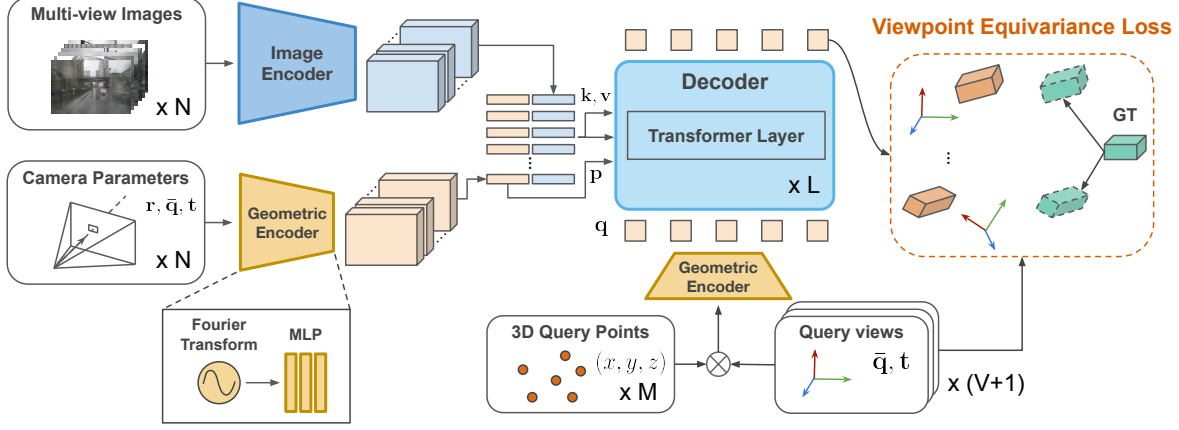 Multi-view Images
x N
Image
Encoder
Camera Parameters
r, q̄, t
x N
Geometric
Encoder
Fourier
Transform
MLP
k, v
p
Decoder
Transformer Layer
x L
q
Geometric
Encoder
3D Query Points
(x, y, z)
x M
Query views
q̄, t
x (V+1)
Viewpoint Equivariance Loss
GT